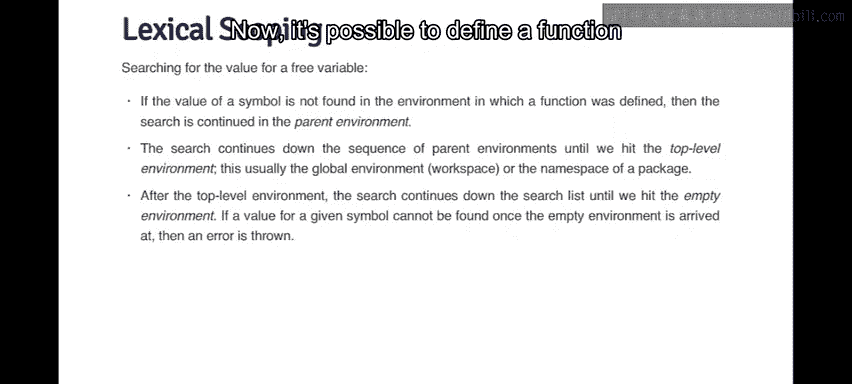 Lexical Scoping
Now, it's possible to define a function
Searching for the value for a free variable:
· If the value of a symbol is not found in the environment in which a function was defined, then the
search is continued in the parent environment.
· The search continues down the sequence of parent environments until we hit the top-level
environment; this usually the global environment (workspace) or the namespace of a package.
· After the top-level environment, the search continues down the search list until we hit the empty
environment. If a value for a given symbol cannot be found once the empty environment is arrived
at, then an error is thrown.